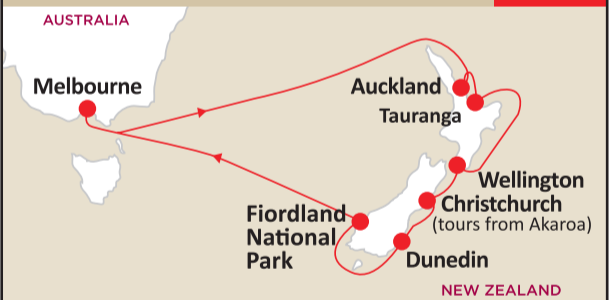 AUSTRALIA
Melbourne
Auckland
Tauranga
Wellington
Christchurch
(tours from Akaroa)
Fiordland
National
Park
Dunedin
NEW ZEALAND